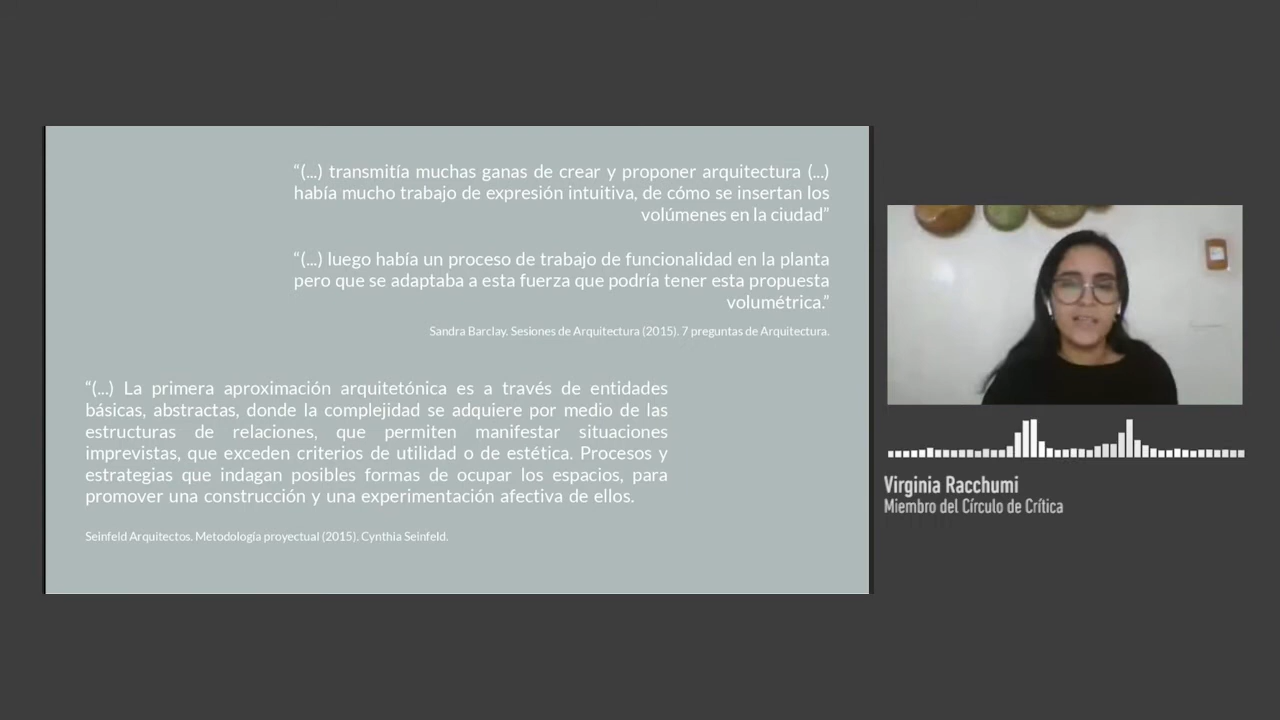 “(...) transmitía muchas ganas de crear y proponer arquitectura (...)
había mucho trabajo de expresión intuitiva, de cómo se insertan los
volúmenes en la ciudad”
“(...) luego había un proceso de trabajo de funcionalidad en la planta
pero que se adaptaba a esta fuerza que podría tener esta propuesta
volumétrica.”
Sandra Barclay. Sesiones de Arquitectura (2015). 7 preguntas de Arquitectura.
“(...) La primera aproximación arquitetónica es a través de entidades
básicas, abstractas, donde la complejidad se adquiere por medio de las
estructuras de relaciones, que permiten manifestar situaciones
imprevistas, que exceden criterios de utilidad o de estética. Procesos y
estrategias que indagan posibles formas de ocupar los espacios, para
promover una construcción y una experimentación afectiva de ellos.
Seinfeld Arquitectos. Metodología proyectual (2015). Cynthia Seinfeld.
Virginia Racchumi
Miembro del Círculo de Crítica